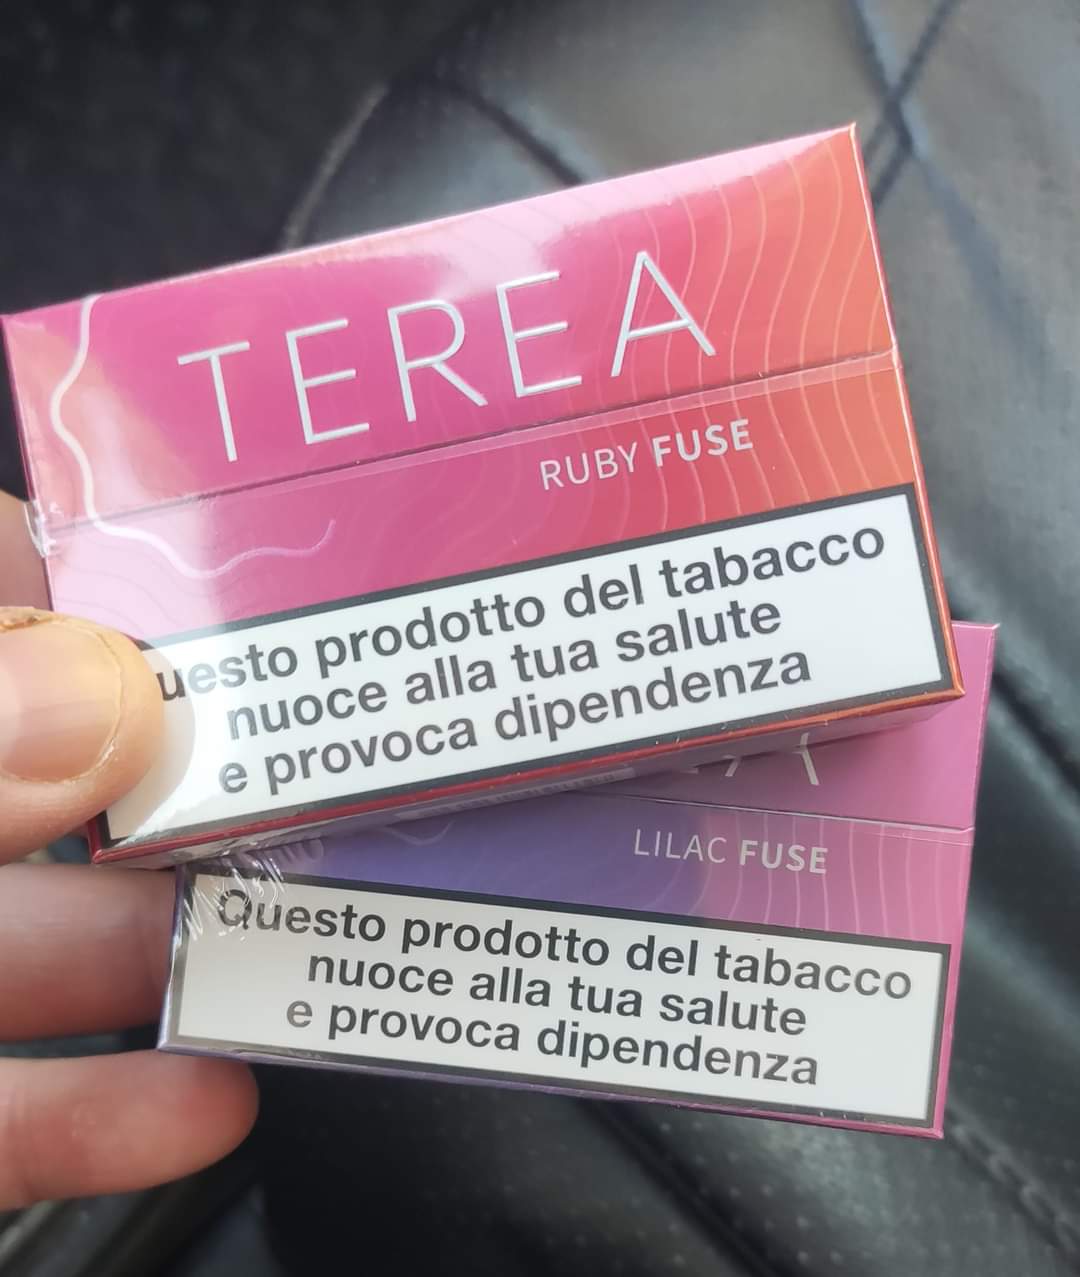 TEREA
RUBY FUSE
uesto prodotto del tabacco
nuoce alla tua salute
e provoca dipendenza
LILAC FUSE
Questo prodotto del tabacco
nuoce alla tua salute
e provoca dipendenza